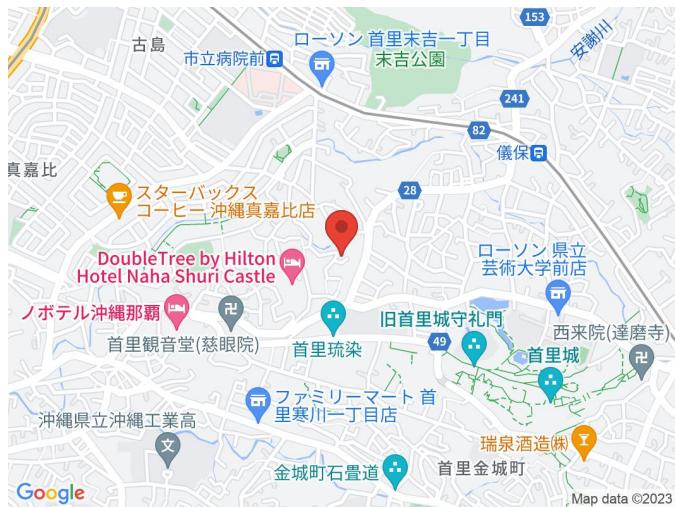 古島
市立病院前
ローソン 首里末吉一丁目
末吉公園
153
安謝川
241
82
儀保
真嘉比
28
スターバックス
コーヒー 沖縄真嘉比店
DoubleTree by Hilton
Hotel Naha Shuri Castle
ローソン 県立
芸術大学前店
ノボテル沖縄那覇
首里観音堂(慈眼院)
首里琉染
49
旧首里城守礼門
首里城
西来院(達磨寺)
ファミリーマート 首
里寒川一丁目店
沖縄県立沖縄工業高
文
金城町石畳道
首里金城町
瑞泉酒造㈱
Google
Map data ©2023